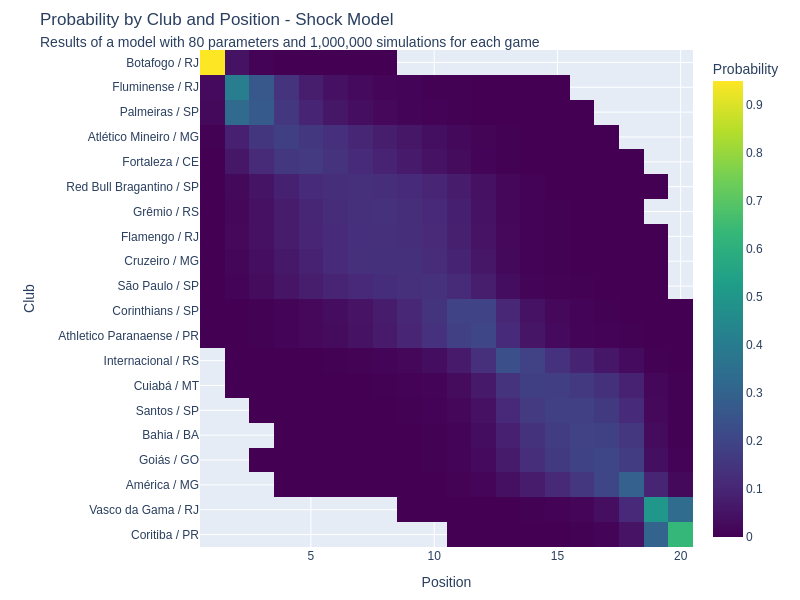 Probability by Club and Position - Shock Model
Results of a model with 80 parameters and 1,000,000 simulations for each game
Probability
Botafogo / RJ
Fluminense / RJ
Palmeiras / SP
Atlético Mineiro / MG
Fortaleza / CE
Red Bull Bragantino / SP
Grêmio / RS
Flamengo / RJ
Cruzeiro / MG
São Paulo / SP
Corinthians / SP
Athletico Paranaense / PR
Internacional / RS
Cuiabá / MT
Santos / SP
Bahia / BA
Goiás / GO
América / MG
Vasco da Gama / RJ
Coritiba / PR
Club
5
10
15
20
Position
0.9
0.8
0.7
0.6
0.5
0.4
0.3
0.2
0.1
0